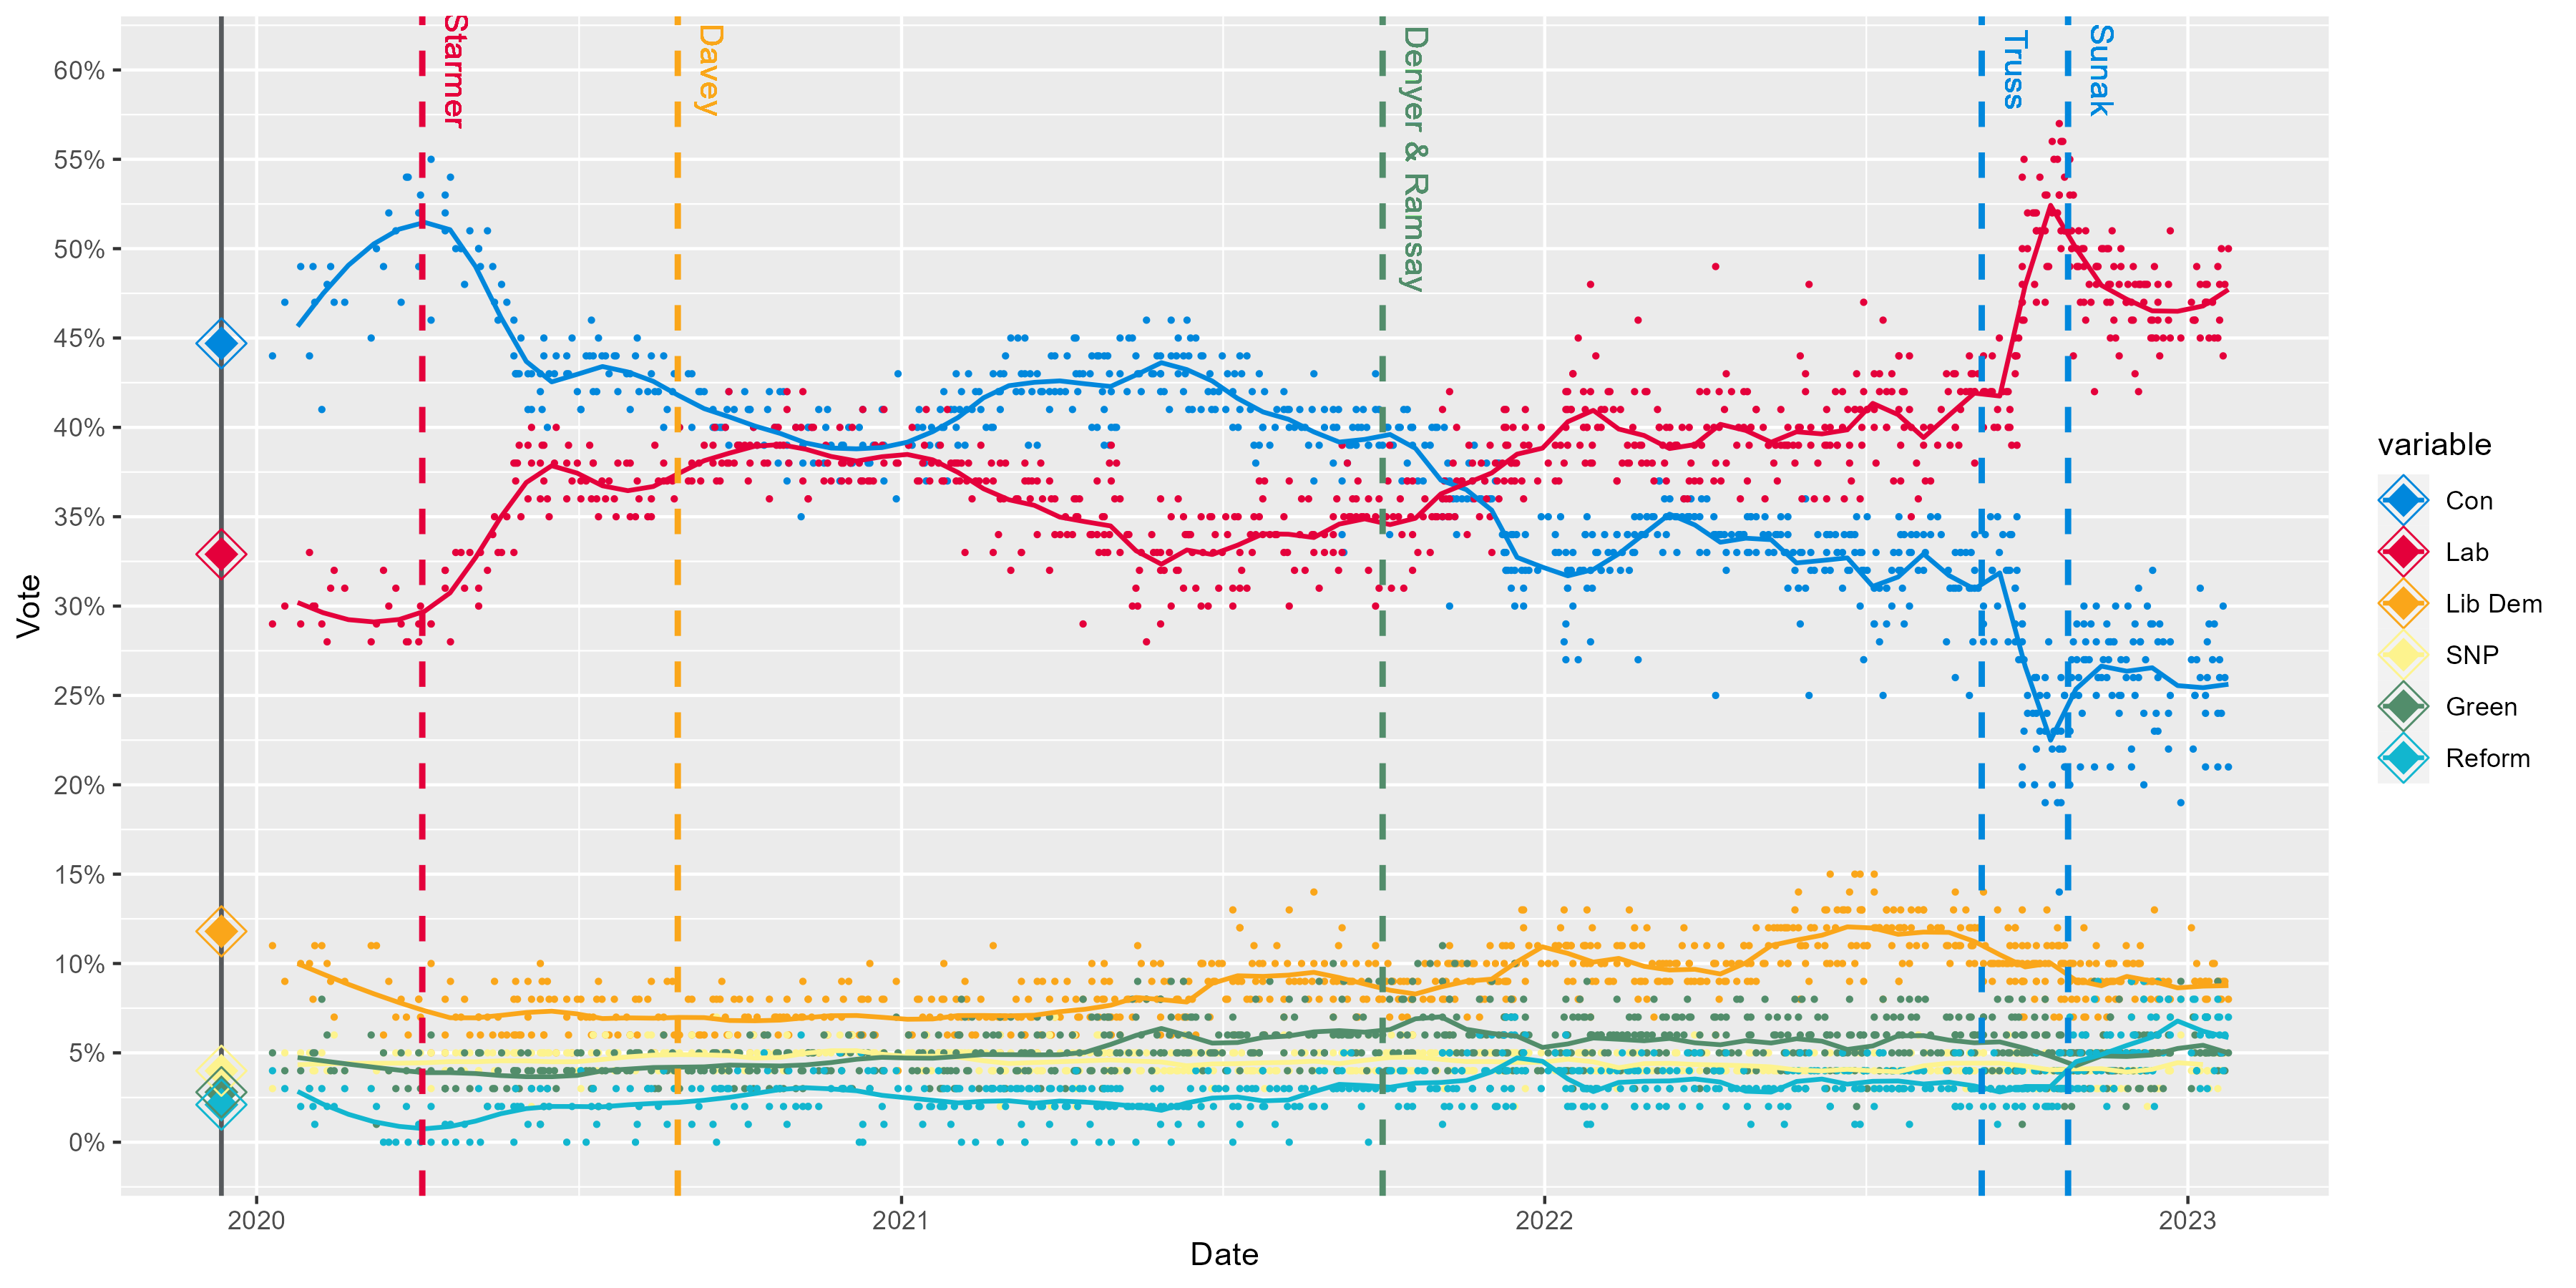 Starmer
Davey
Denyer & Ramsay
Truss
Sunak
60%
55%
50%
45%
40%
35%
30%
25%
20%
15%
10%
5%
0%
Vote
2020
2021
2022
2023
Date
variable
Con
Lab
Lib Dem
SNP
Green
Reform